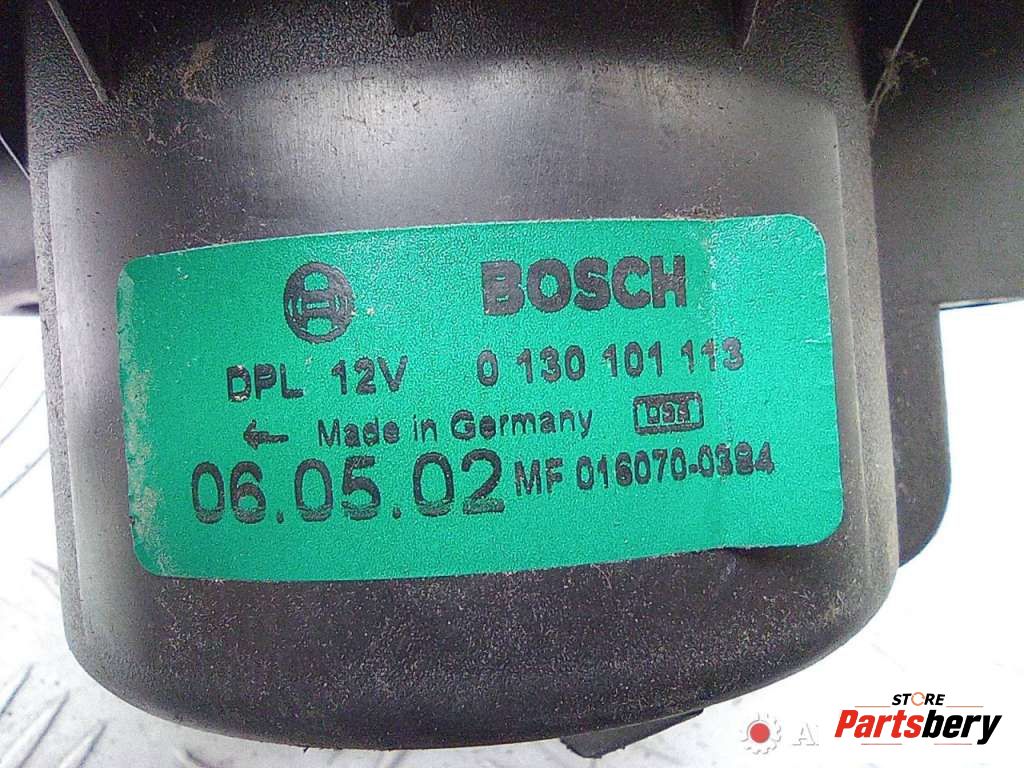 BOSCH
DPL 12V 0 130 101 113
← Made in Germany
06.05.02 MF 016070-0384
STORE
Partsbery
A